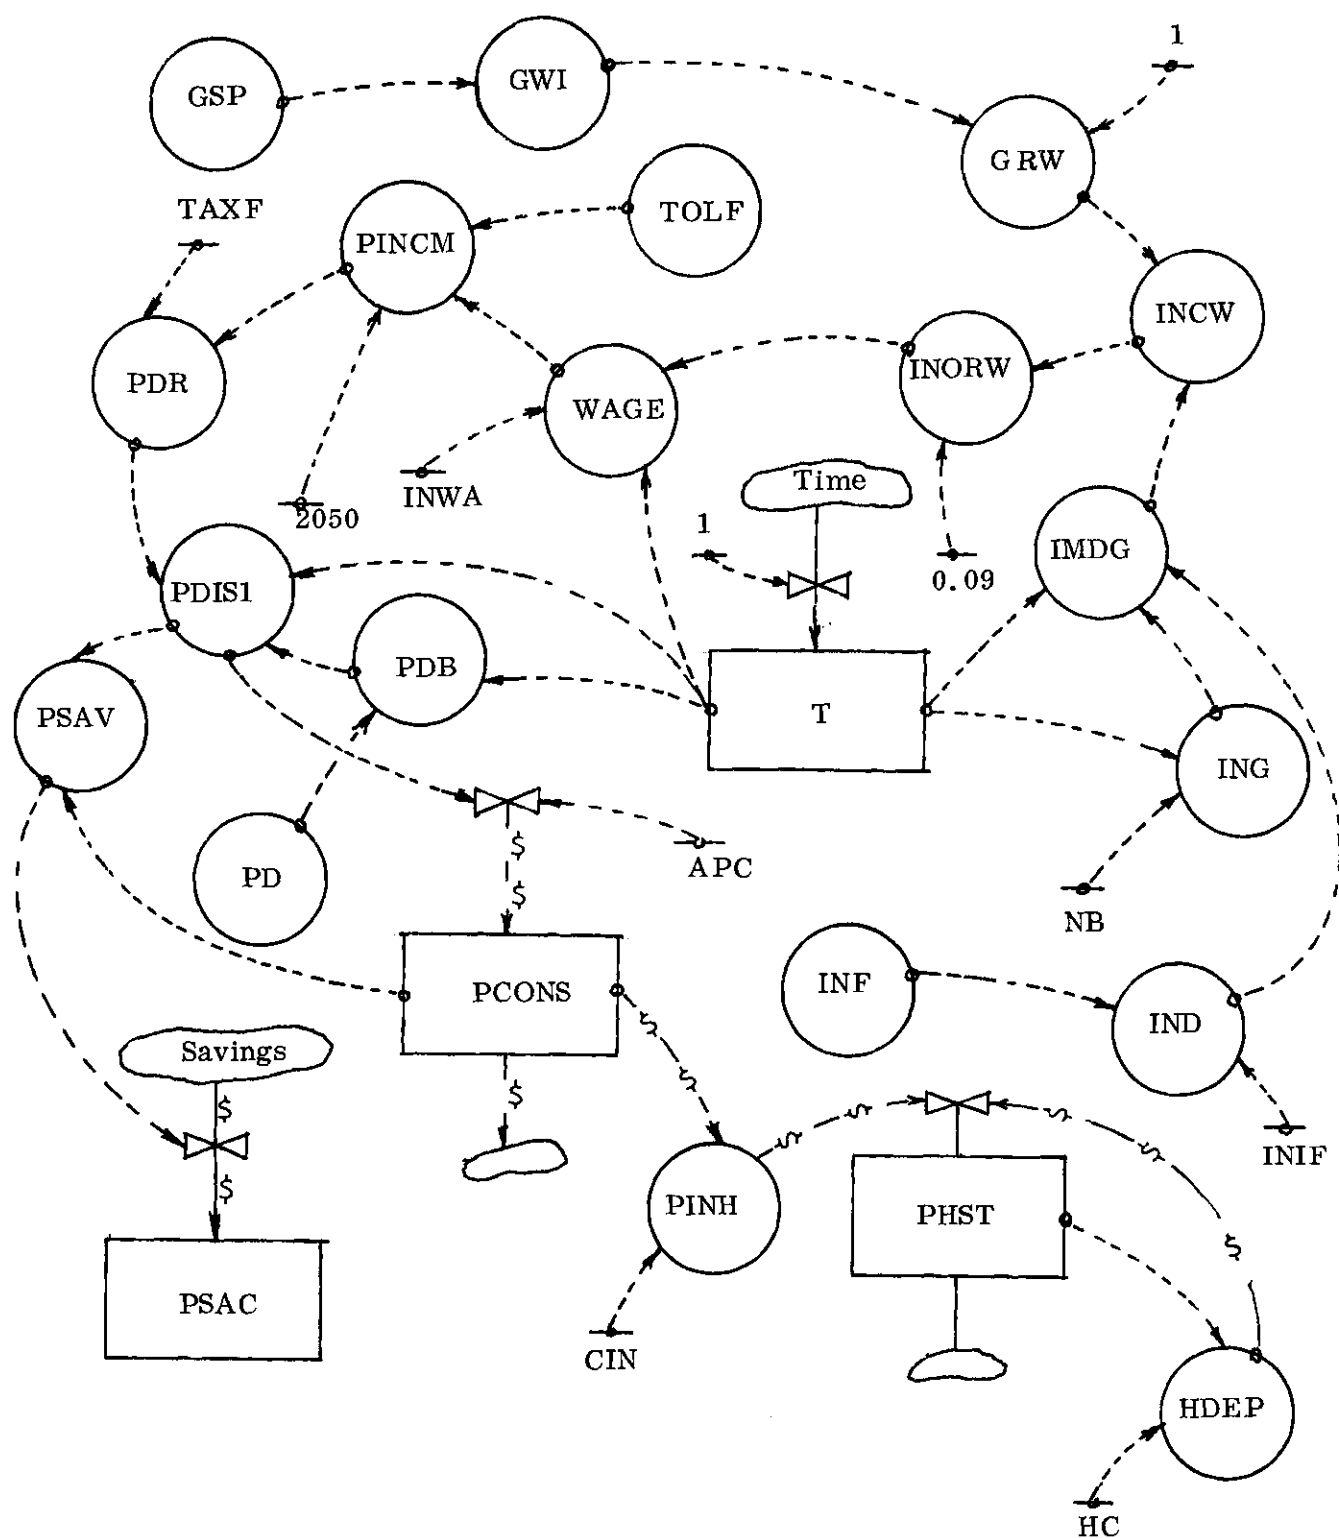 1
GSP
GWI
GRW
TAXF
PINCM
TOLF
INCW
PDR
WAGE
INORW
INWA
Time
2050
1
0.09
IMDG
PDIS1
PDB
T
PSAV
ING
PD
APC
NB
$
$
PCONS
INF
IND
Savings
$
$
$
$
$
$
$
$
$
INIF
$
PINH
PHST
PSAC
CIN
HDEP
HC